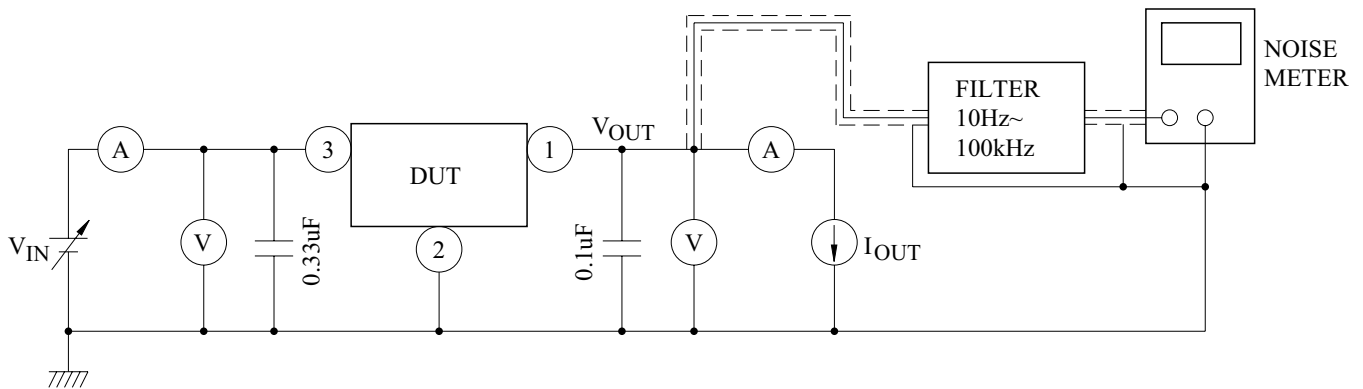 NOISE
METER
FILTER
10Hz~
100kHz
VOUT
A
3
1
A
DUT
VIN
V
0.33uF
2
0.1uF
V
IOUT